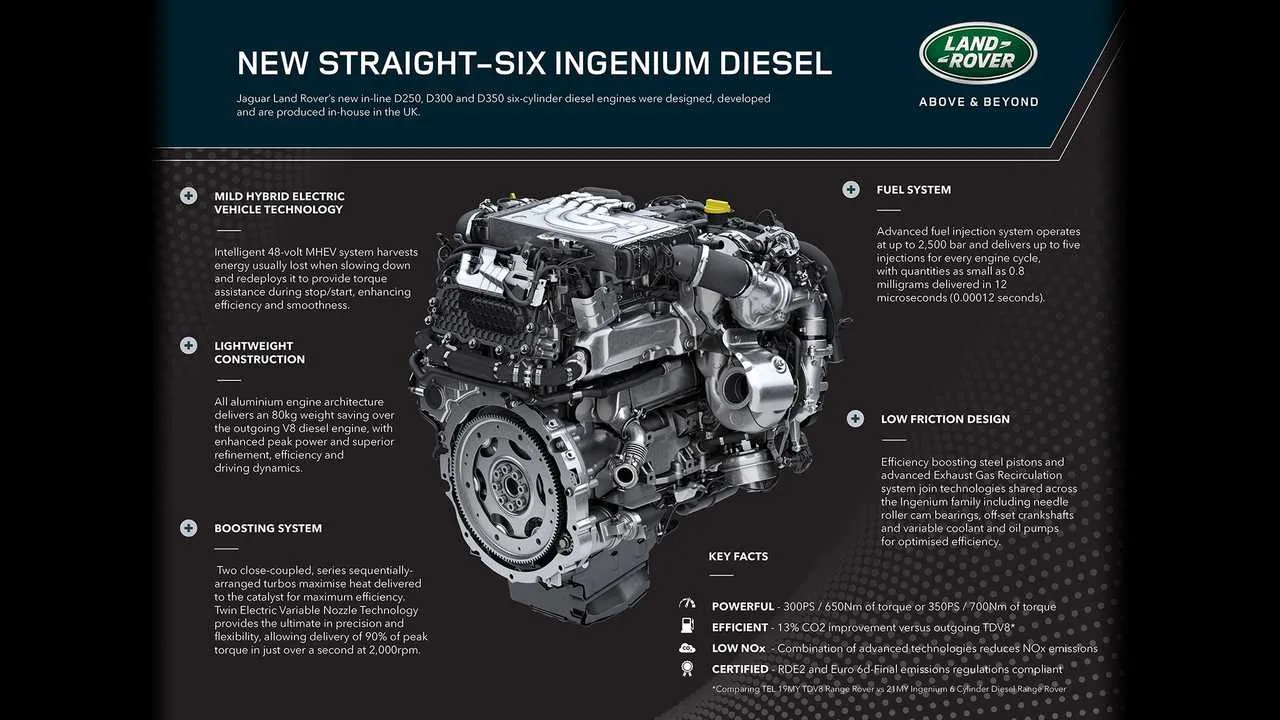 NEW STRAIGHT-SIX INGENIUM DIESEL
Jaguar Land Rover's new in-line D250, D300 and D350 six-cylinder diesel engines were designed, developed
and are produced in-house in the UK.
LAND-
-ROVER
ABOVE & BEYOND
MILD HYBRID ELECTRIC
VEHICLE TECHNOLOGY
Intelligent 48-volt MHEV system harvests
energy usually lost when slowing down
and redeploys it to provide torque
assistance during stop/start, enhancing
efficiency and smoothness.
LIGHTWEIGHT
CONSTRUCTION
All aluminium engine architecture
delivers an 80kg weight saving over
the outgoing V8 diesel engine, with
enhanced peak power and superior
refinement, efficiency and
driving dynamics.
BOOSTING SYSTEM
Two close-coupled, series sequentially-
arranged turbos maximise heat delivered
to the catalyst for maximum efficiency.
Twin Electric Variable Nozzle Technology
provides the ultimate in precision and
flexibility, allowing delivery of 90% of peak
torque in just over a second at 2,000rpm.
FUEL SYSTEM
Advanced fuel injection system operates
at up to 2,500 bar and delivers up to five
injections for every engine cycle,
with quantities as small as 0.8
milligrams delivered in 12
microseconds (0.00012 seconds).
LOW FRICTION DESIGN
Efficiency boosting steel pistons and
advanced Exhaust Gas Recirculation
system join technologies shared across
the Ingenium family including needle
roller cam bearings, off-set crankshafts
and variable coolant and oil pumps
for optimised efficiency.
KEY FACTS
POWERFUL - 300PS / 650Nm of torque or 350PS / 700Nm of torque
EFFICIENT - 13% CO2 improvement versus outgoing TDV8*
LOW NOx - Combination of advanced technologies reduces NOx emissions
CERTIFIED - RDE2 and Euro 6d-Final emissions regulations compliant
*Comparing TEL 19MY TDV8 Range Rover vs 21MY Ingenium 6 Cylinder Diesel Range Rover